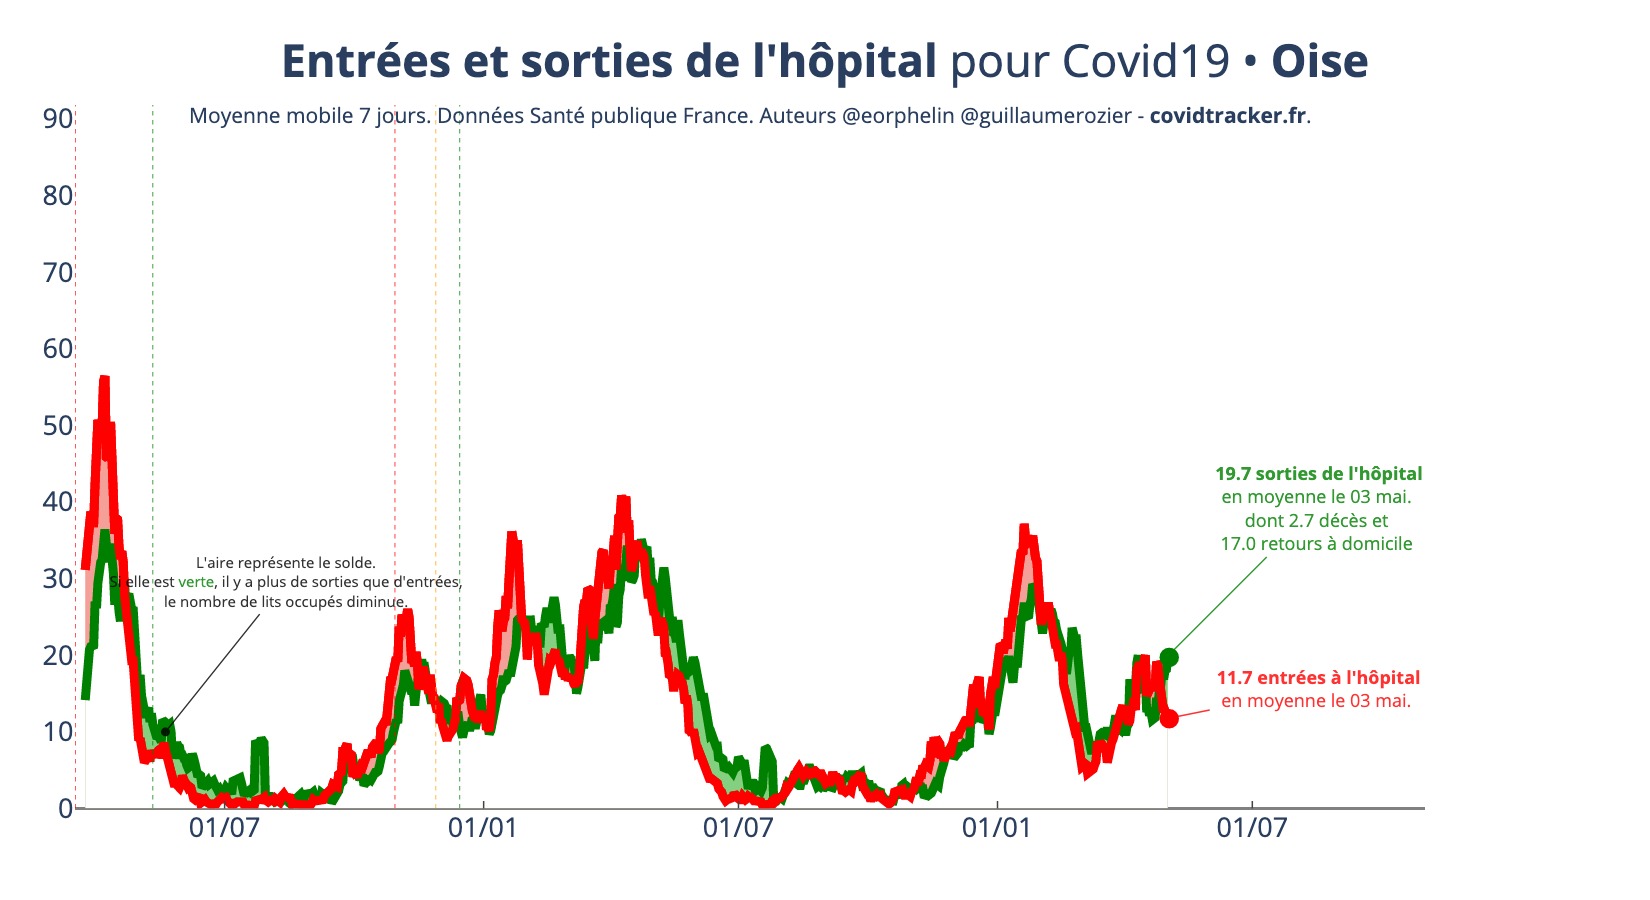 Entrées et sorties de l'hôpital pour Covid19 • Oise
Moyenne mobile 7 jours. Données Santé publique France. Auteurs @eorphelin @guillaumerozier - covidtracker.fr.
90
80
70
60
50
40
30
20
10
0
L'aire représente le solde.
Si elle est verte, il y a plus de sorties que d'entrées,
le nombre de lits occupés diminue.
19.7 sorties de l'hôpital
en moyenne le 03 mai.
dont 2.7 décès et
17.0 retours à domicile
11.7 entrées à l'hôpital
en moyenne le 03 mai.
01/07 01/01 01/07 01/01 01/07